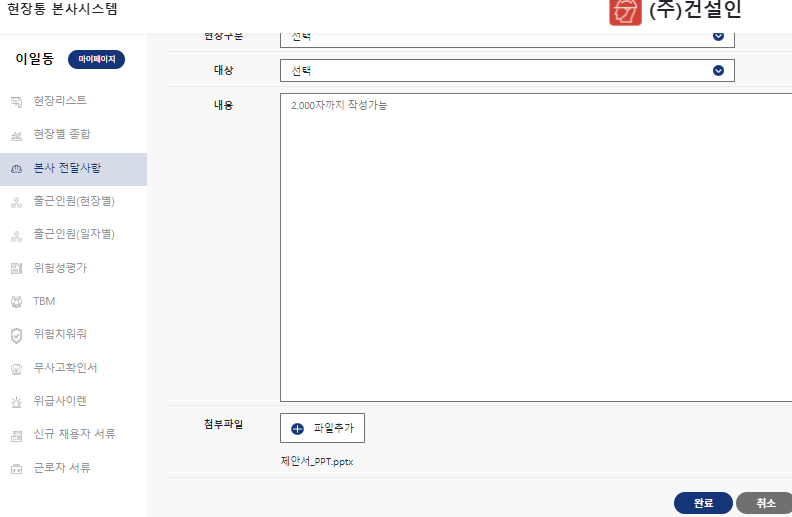 현장통 본사시스템
(주)건설인
이일동 마이페이지
현장리스트
현장별 종합
본사 전달사항
출근인원(현장별)
출근인원(일자별)
위험성평가
TBM
위험치워줘
무사고확인서
위급사이렌
신규 채용자 서류
근로자 서류
현장구분 선택
대상 선택
내용 2,000자까지 작성가능
첨부파일 파일추가
제안서_PPT.pptx
완료 취소